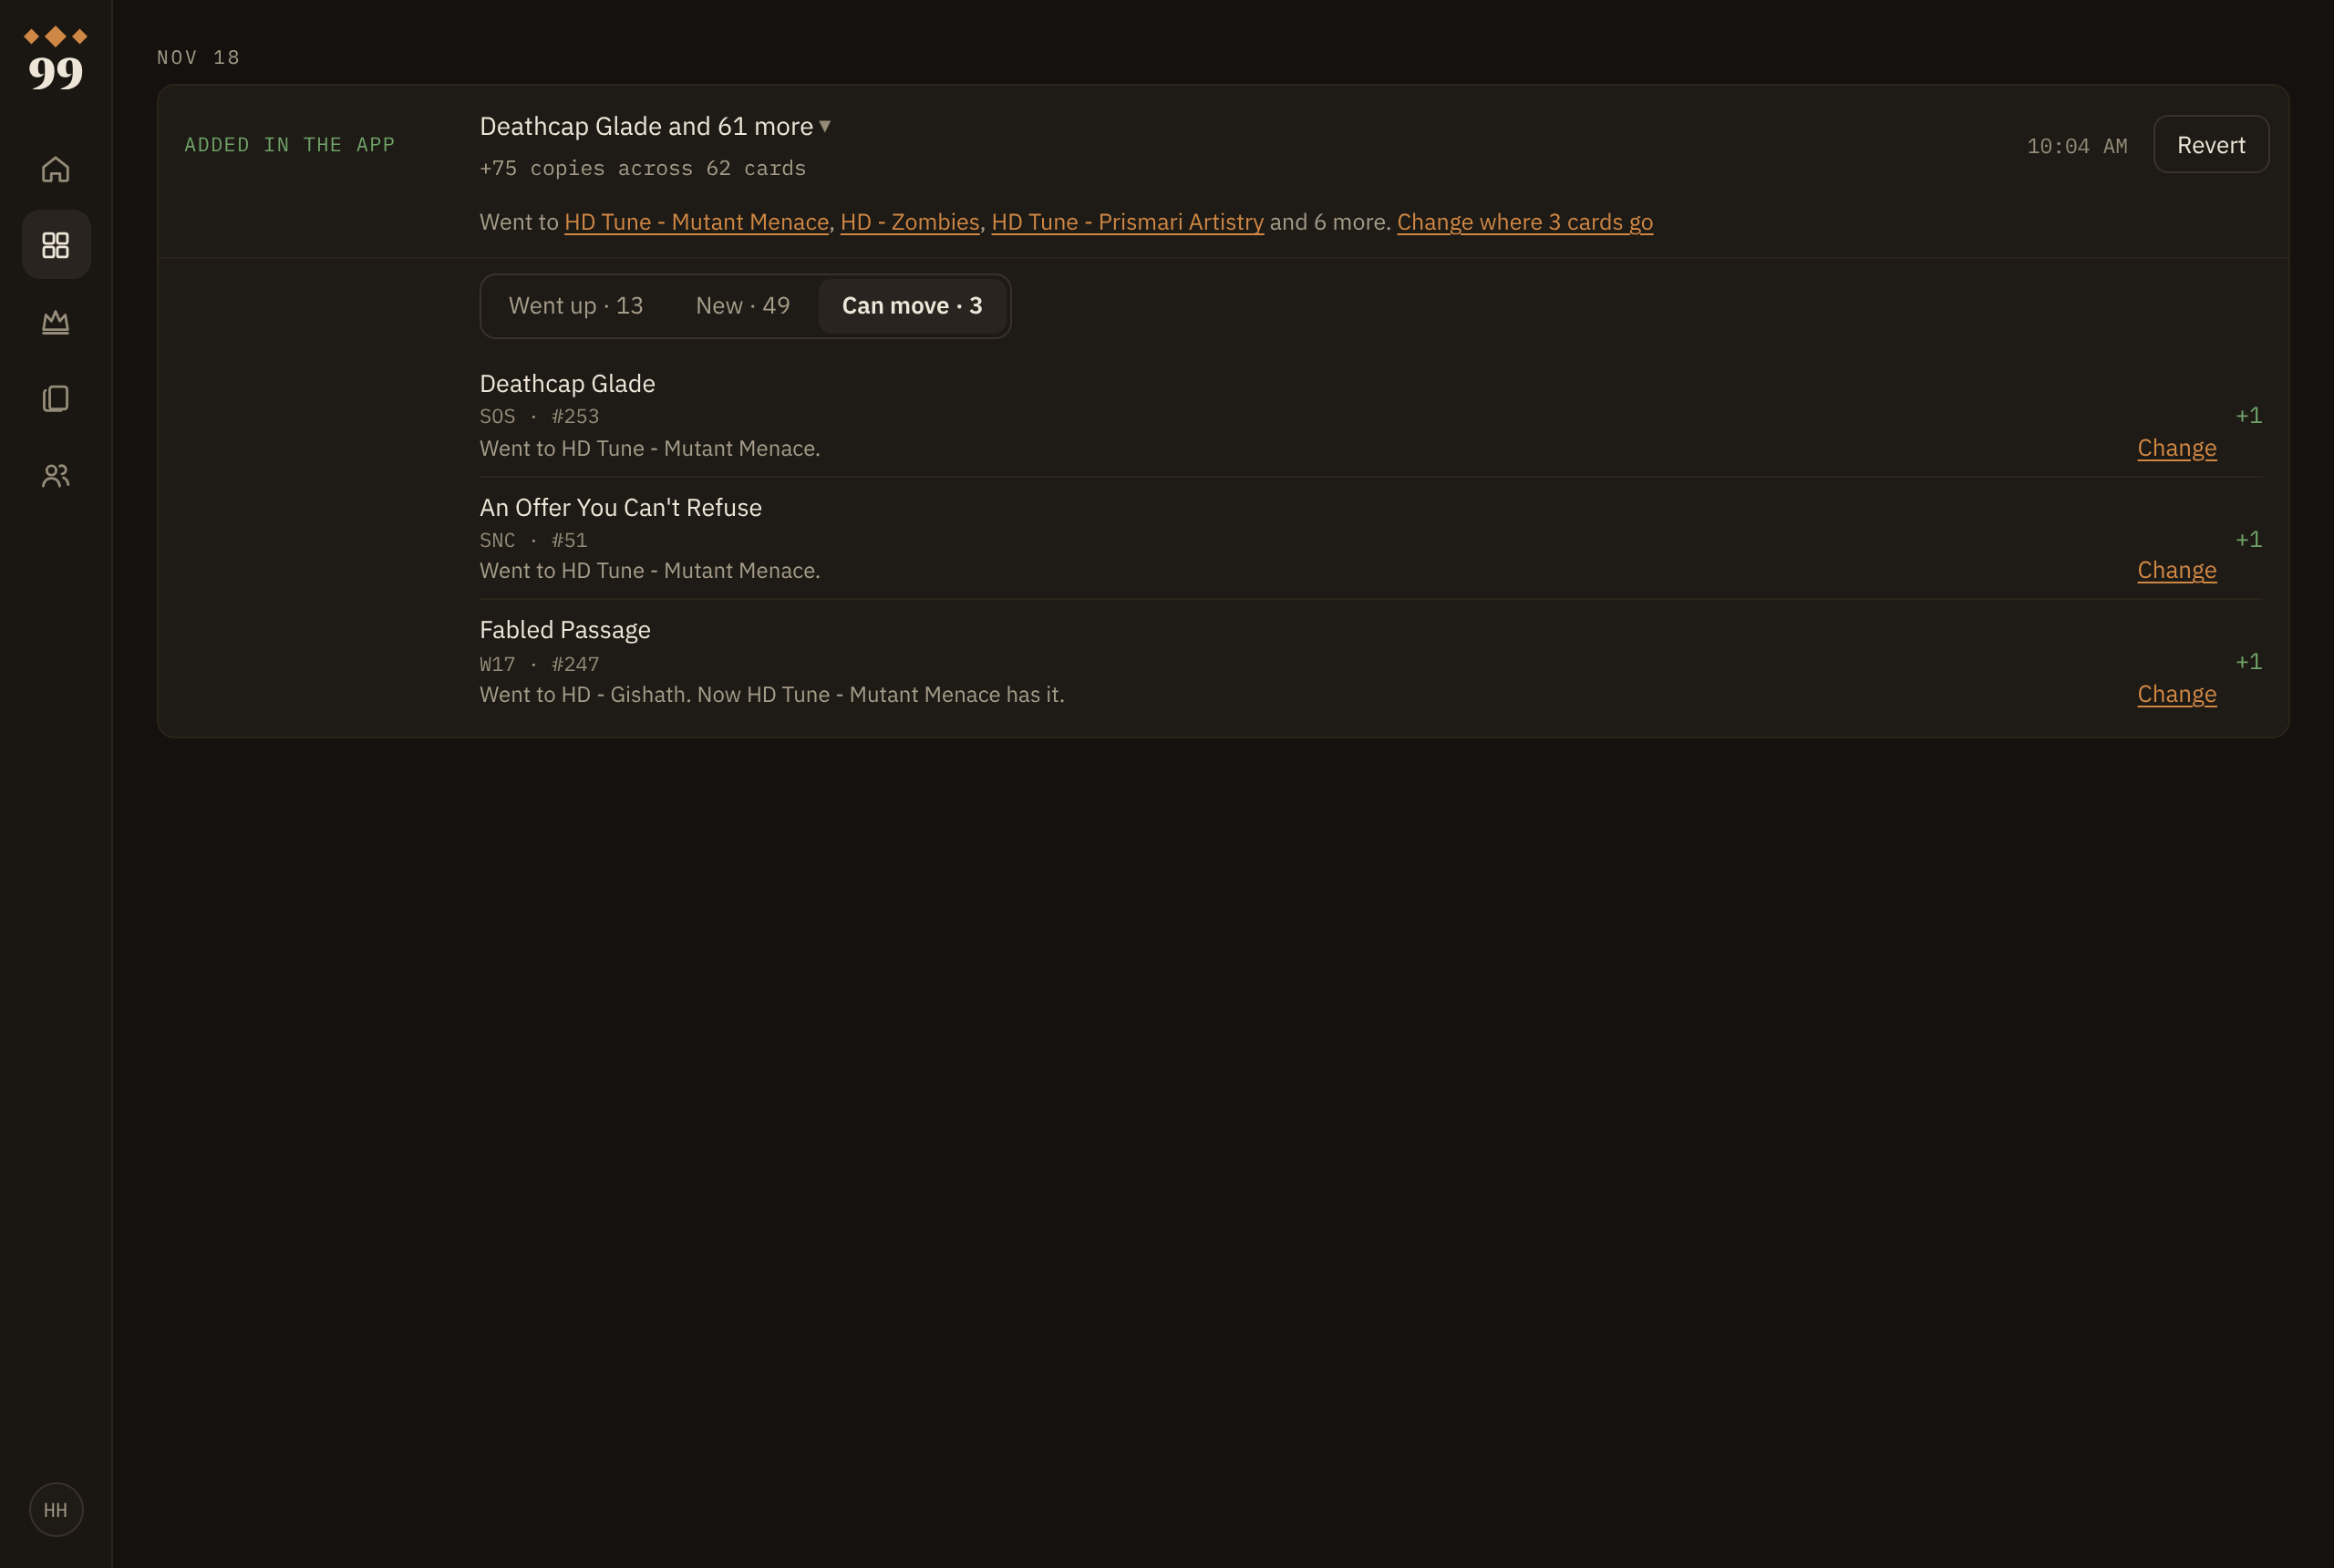 99
NOV 18
ADDED IN THE APP
Deathcap Glade and 61 more
+75 copies across 62 cards
10:04 AM
Revert
Went to HD Tune - Mutant Menace, HD - Zombies, HD Tune - Prismari Artistry and 6 more. Change where 3 cards go
Went up · 13
New · 49
Can move · 3
Deathcap Glade
SOS · #253
+1
Went to HD Tune - Mutant Menace.
Change
An Offer You Can't Refuse
SNC · #51
+1
Went to HD Tune - Mutant Menace.
Change
Fabled Passage
W17 · #247
+1
Went to HD - Gishath. Now HD Tune - Mutant Menace has it.
Change
HH